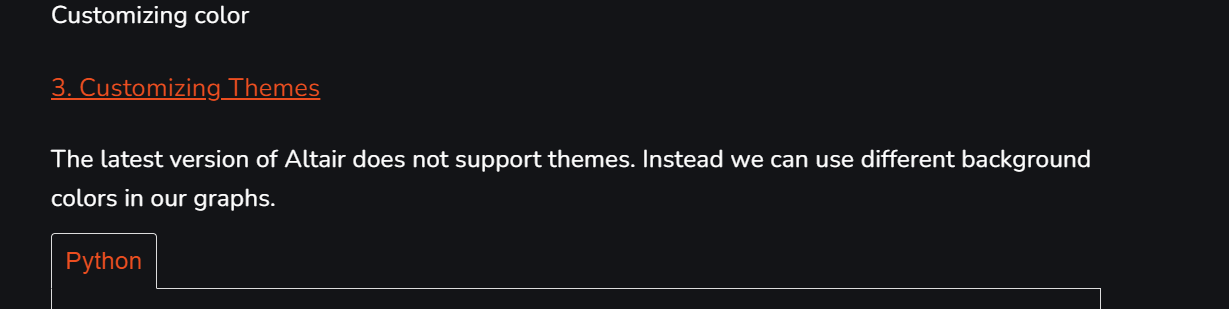 Customizing color
3. Customizing Themes
The latest version of Altair does not support themes. Instead we can use different background
colors in our graphs.
Python